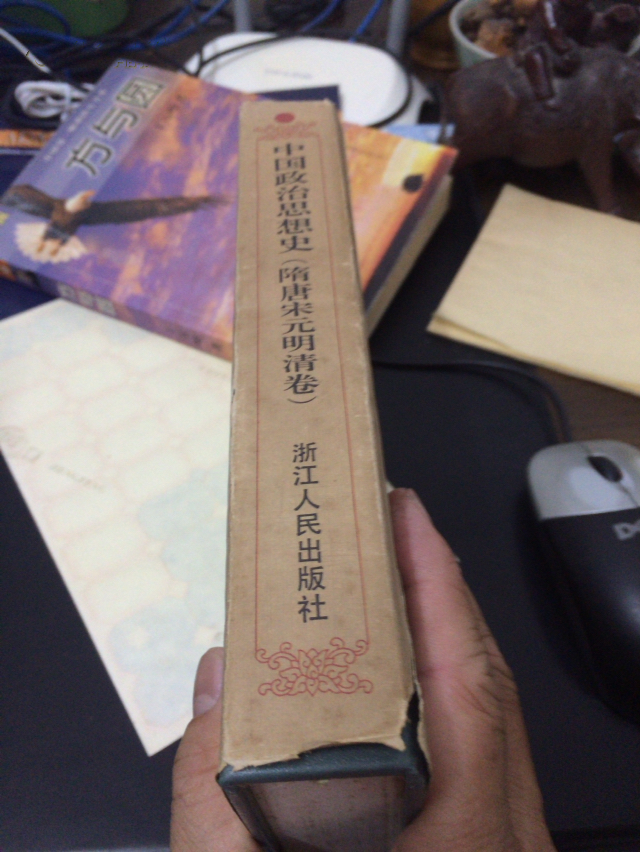 中国政治思想史（隋唐宋元明清卷）
浙江人民出版社
方与圆